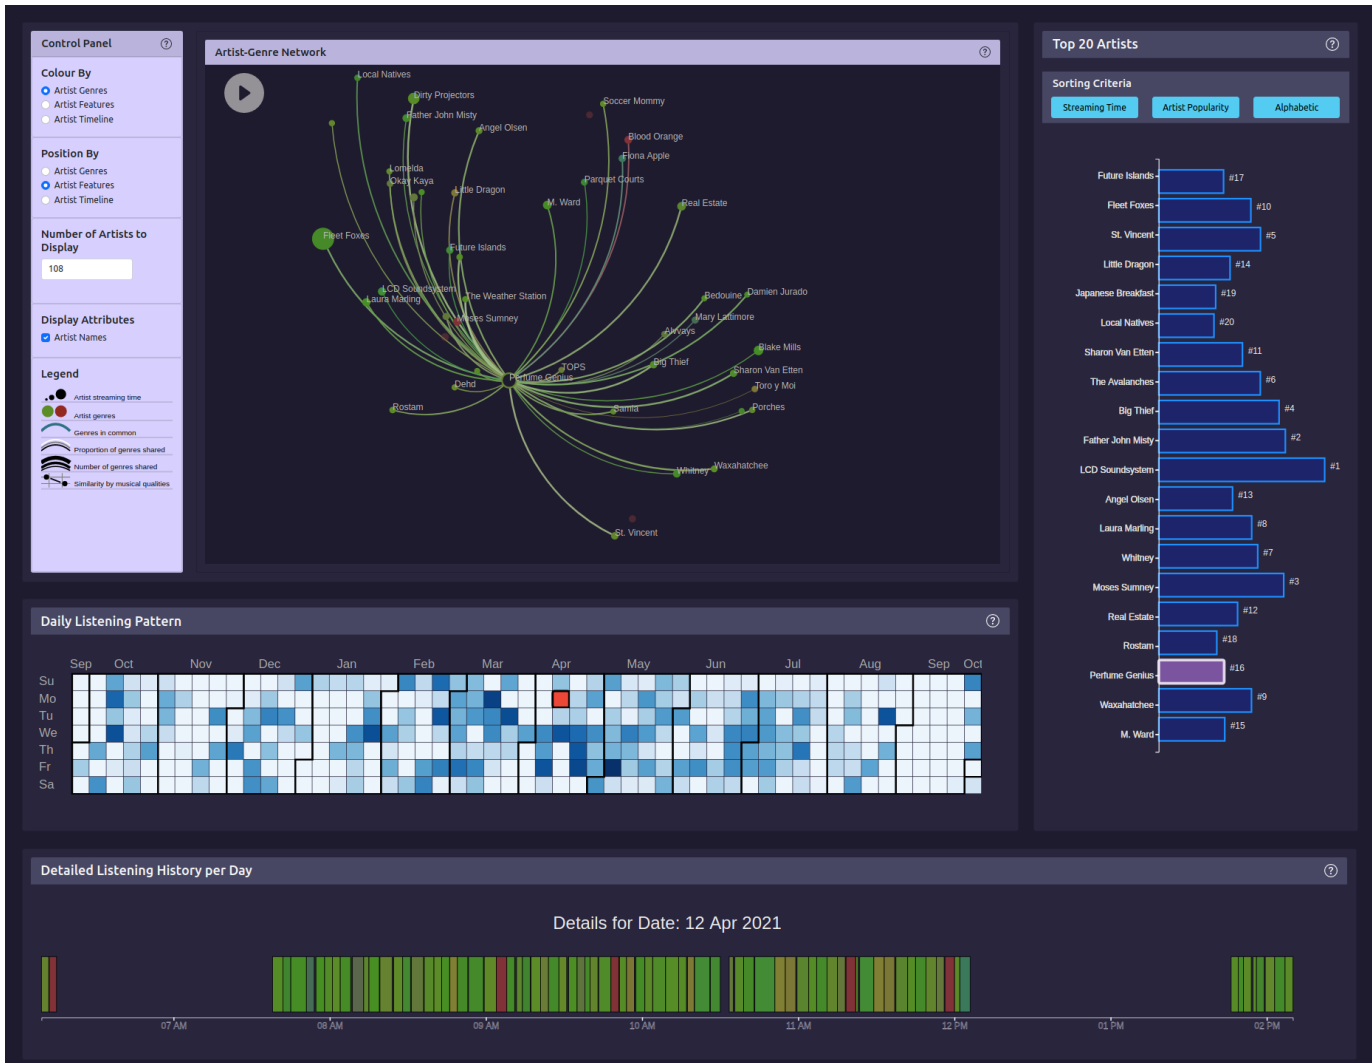 Control Panel
?
Colour By
Artist Genres
Artist Features
Artist Timeline
Position By
Artist Genres
Artist Features
Artist Timeline
Number of Artists to
Display
108
Display Attributes
Artist Names
Legend
Artist streaming time
Artist genres
Genres in common
Proportion of genres shared
Number of genres shared
Similarity by musical qualities
Artist-Genre Network
?
Local Natives
Dirty Projectors
Soccer Mommy
Father John Misty
Angel Olsen
Blood Orange
Fiona Apple
Lomelda
Okay Kaya
Parquet Courts
Little Dragon
M. Ward
Real Estate
Fleet Foxes
Future Islands
LCD Soundsystem
Laura Marling
The Weather Station
Bedouine
Damien Jurado
Moses Sumney
Mary Lattimore
Alvvays
Blake Mills
Big Thief
TOPS
Sharon Van Etten
Perfume Genius
Dehd
Toro y Moi
Rostam
Samia
Porches
Whitney
Waxahatchee
St. Vincent
Top 20 Artists
?
Sorting Criteria
Streaming Time
Artist Popularity
Alphabetic
Future Islands #17
Fleet Foxes #10
St. Vincent #5
Little Dragon #14
Japanese Breakfast #19
Local Natives #20
Sharon Van Etten #11
The Avalanches #6
Big Thief #4
Father John Misty #2
LCD Soundsystem #1
Angel Olsen #13
Laura Marling #8
Whitney #7
Moses Sumney #3
Real Estate #12
Rostam #18
Perfume Genius #16
Waxahatchee #9
M. Ward #15
Daily Listening Pattern
?
Sep Oct Nov Dec Jan Feb Mar Apr May Jun Jul Aug Sep Oct
Su
Mo
Tu
We
Th
Fr
Sa
Detailed Listening History per Day
?
Details for Date: 12 Apr 2021
07 AM 08 AM 09 AM 10 AM 11 AM 12 PM 01 PM 02 PM